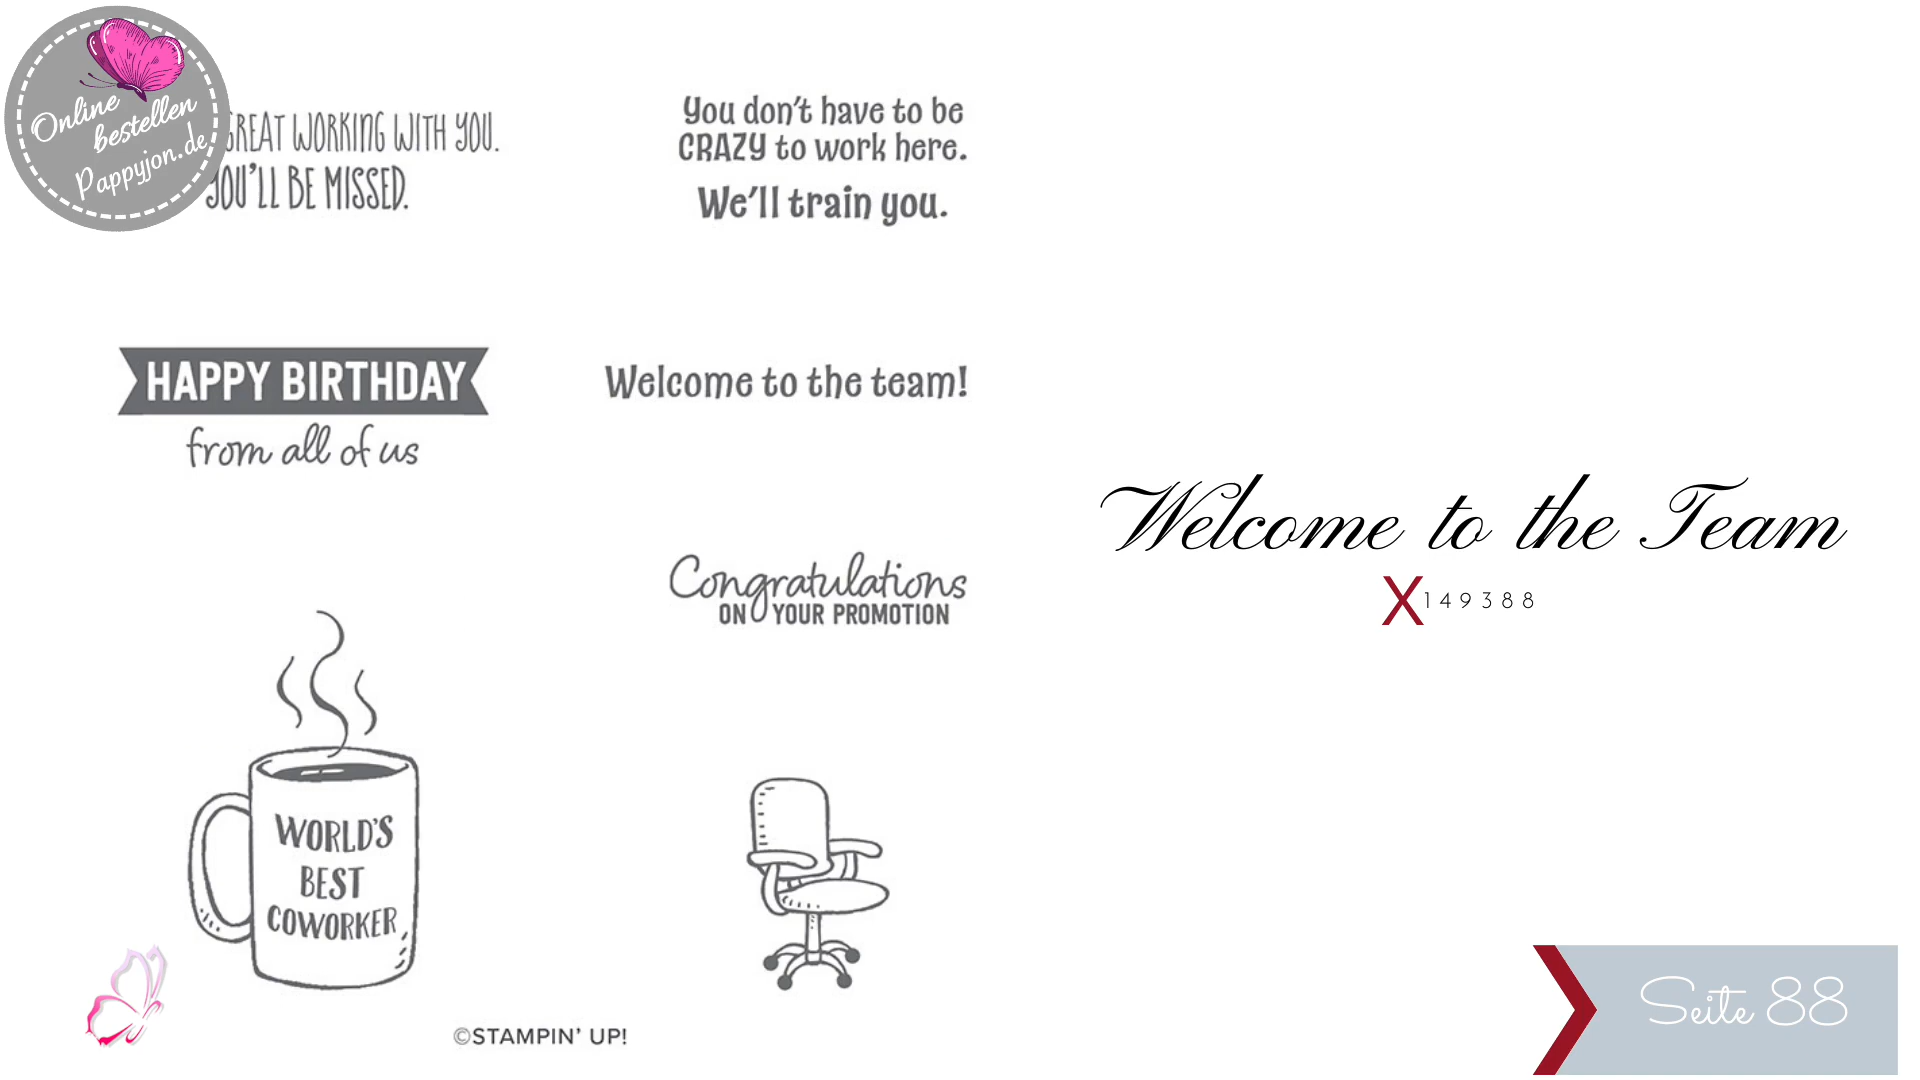 Online
bestellen
Pappyjon.de
GREAT WORKING WITH YOU.
YOU'LL BE MISSED.
You don't have to be
CRAZY to work here.
We'll train you.
HAPPY BIRTHDAY
from all of us
Welcome to the team!
Congratulations
ON YOUR PROMOTION
WORLD'S
BEST
COWORKER
©STAMPIN' UP!
Welcome to the Team
X149388
Seite 88